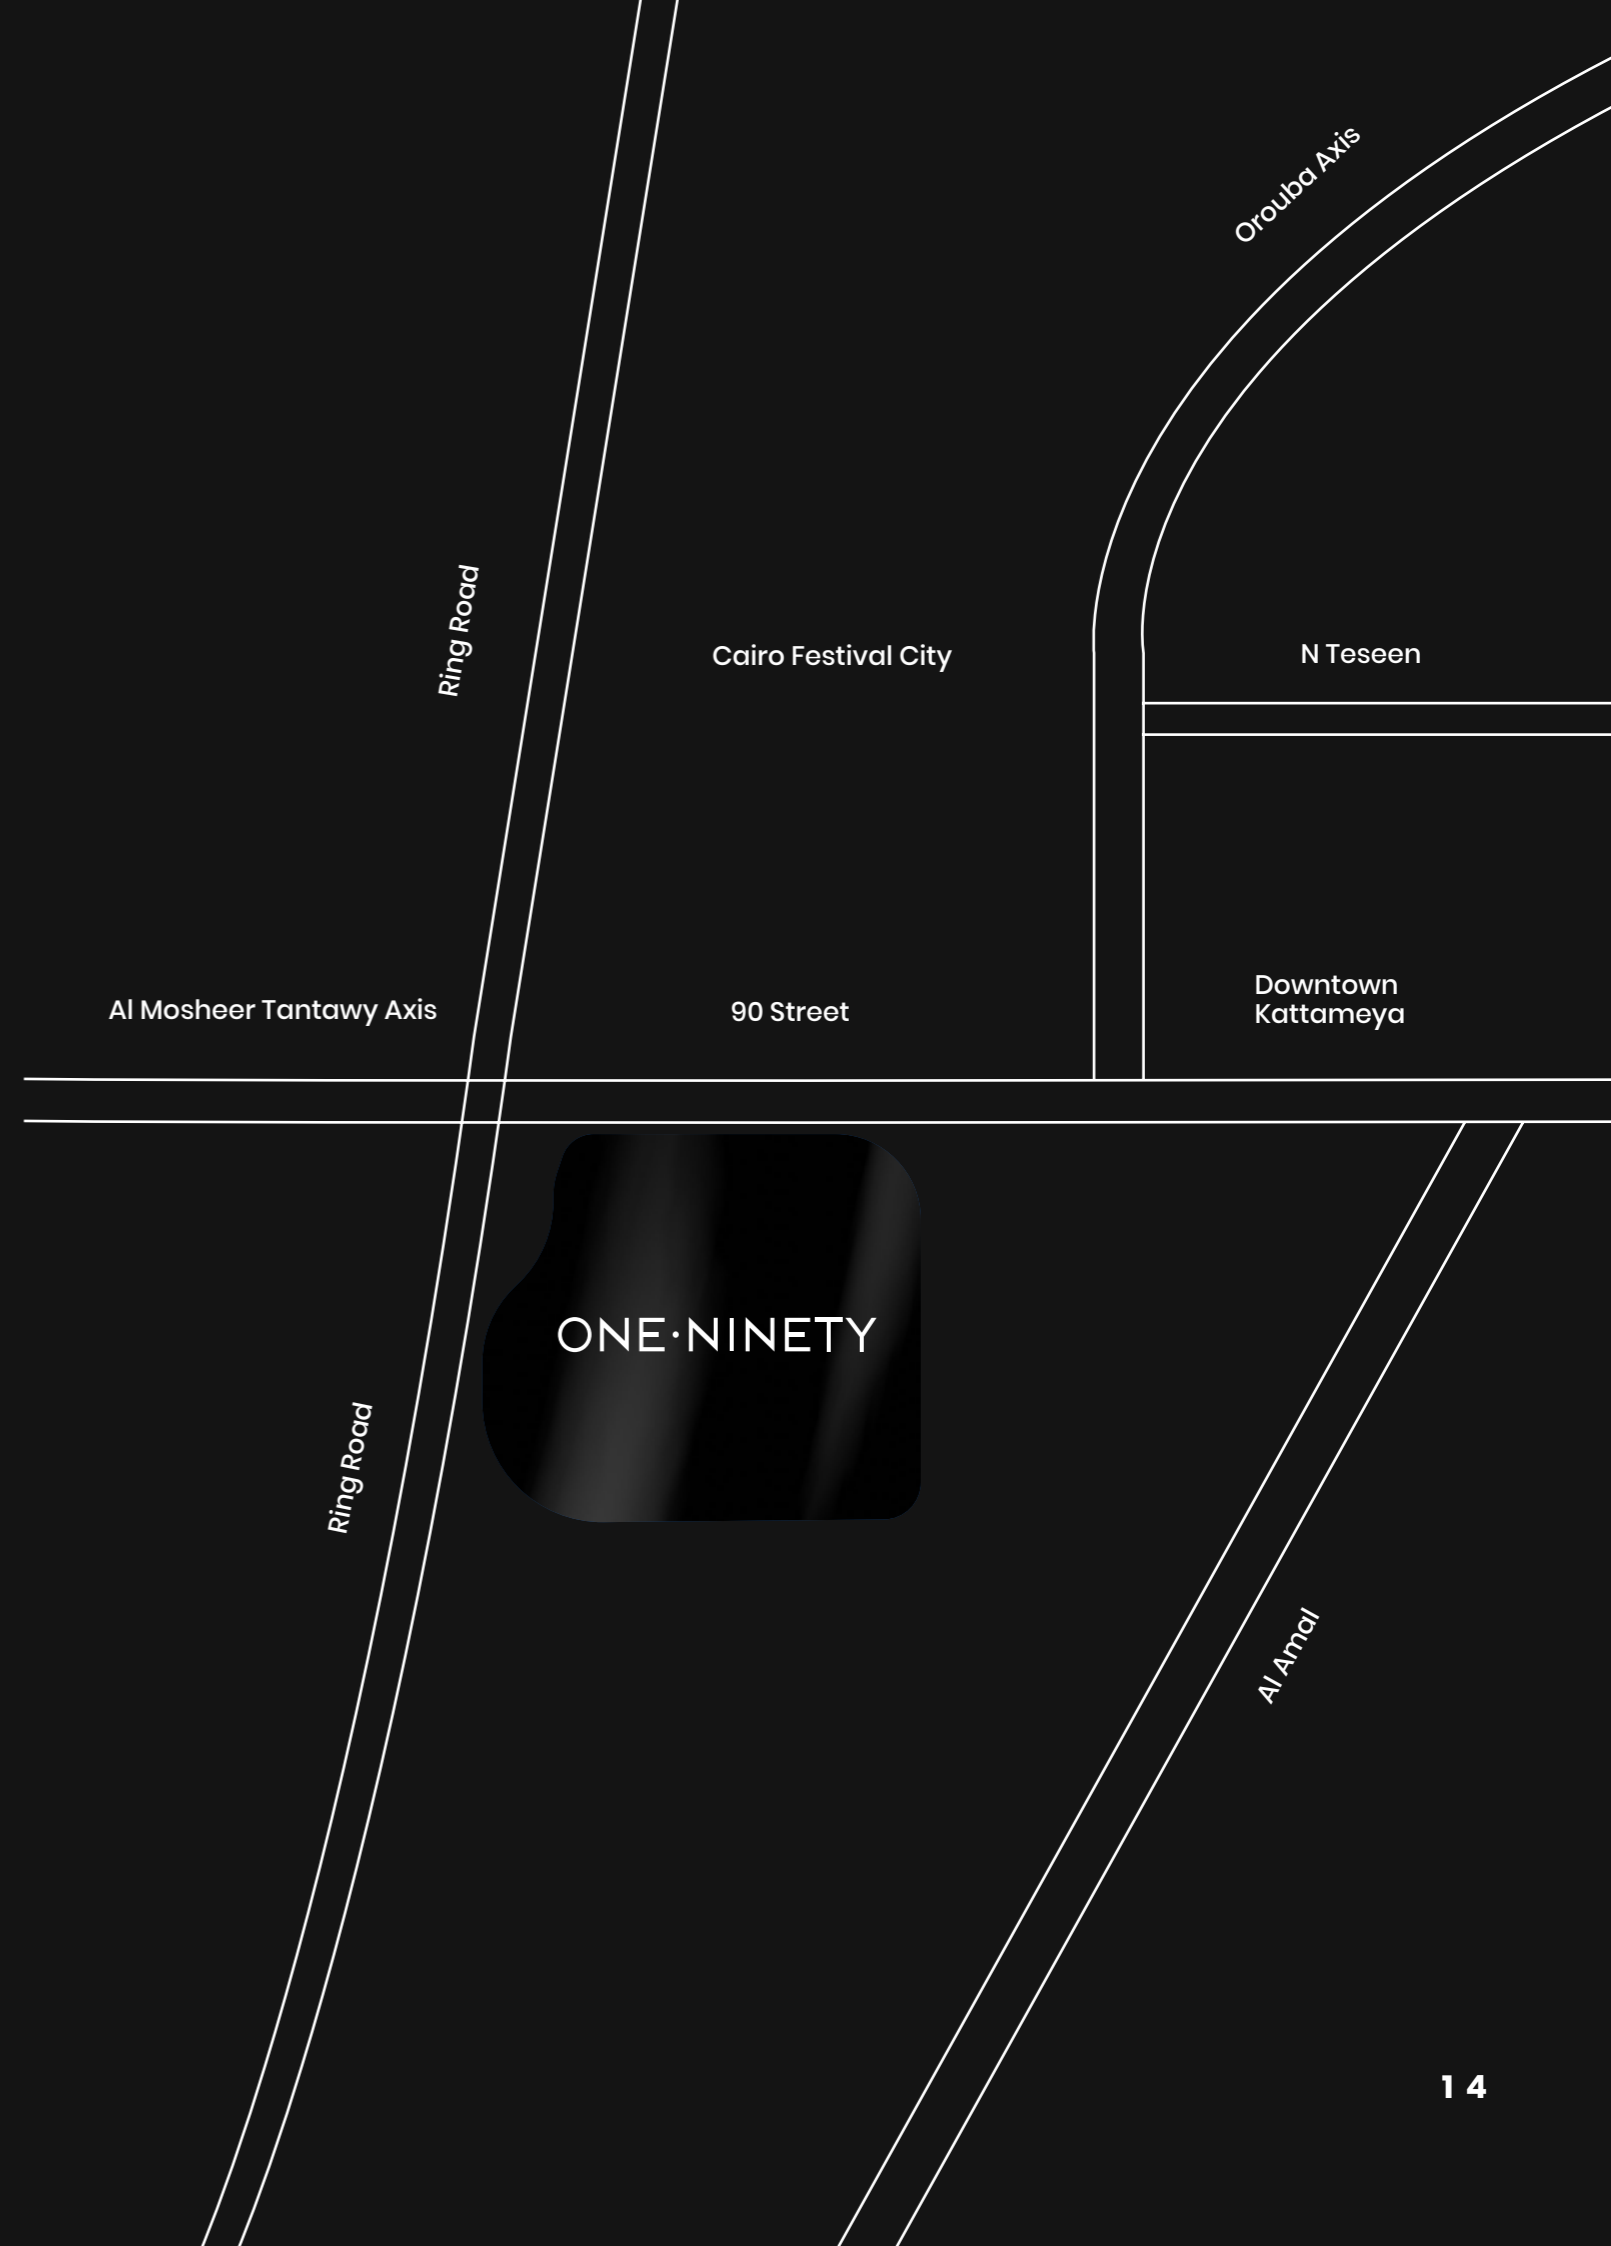 Orouba Axis
Ring Road
Cairo Festival City
N Teseen
Al Mosheer Tantawy Axis
90 Street
Downtown
Kattameya
ONE·NINETY
Ring Road
Al Amal
14